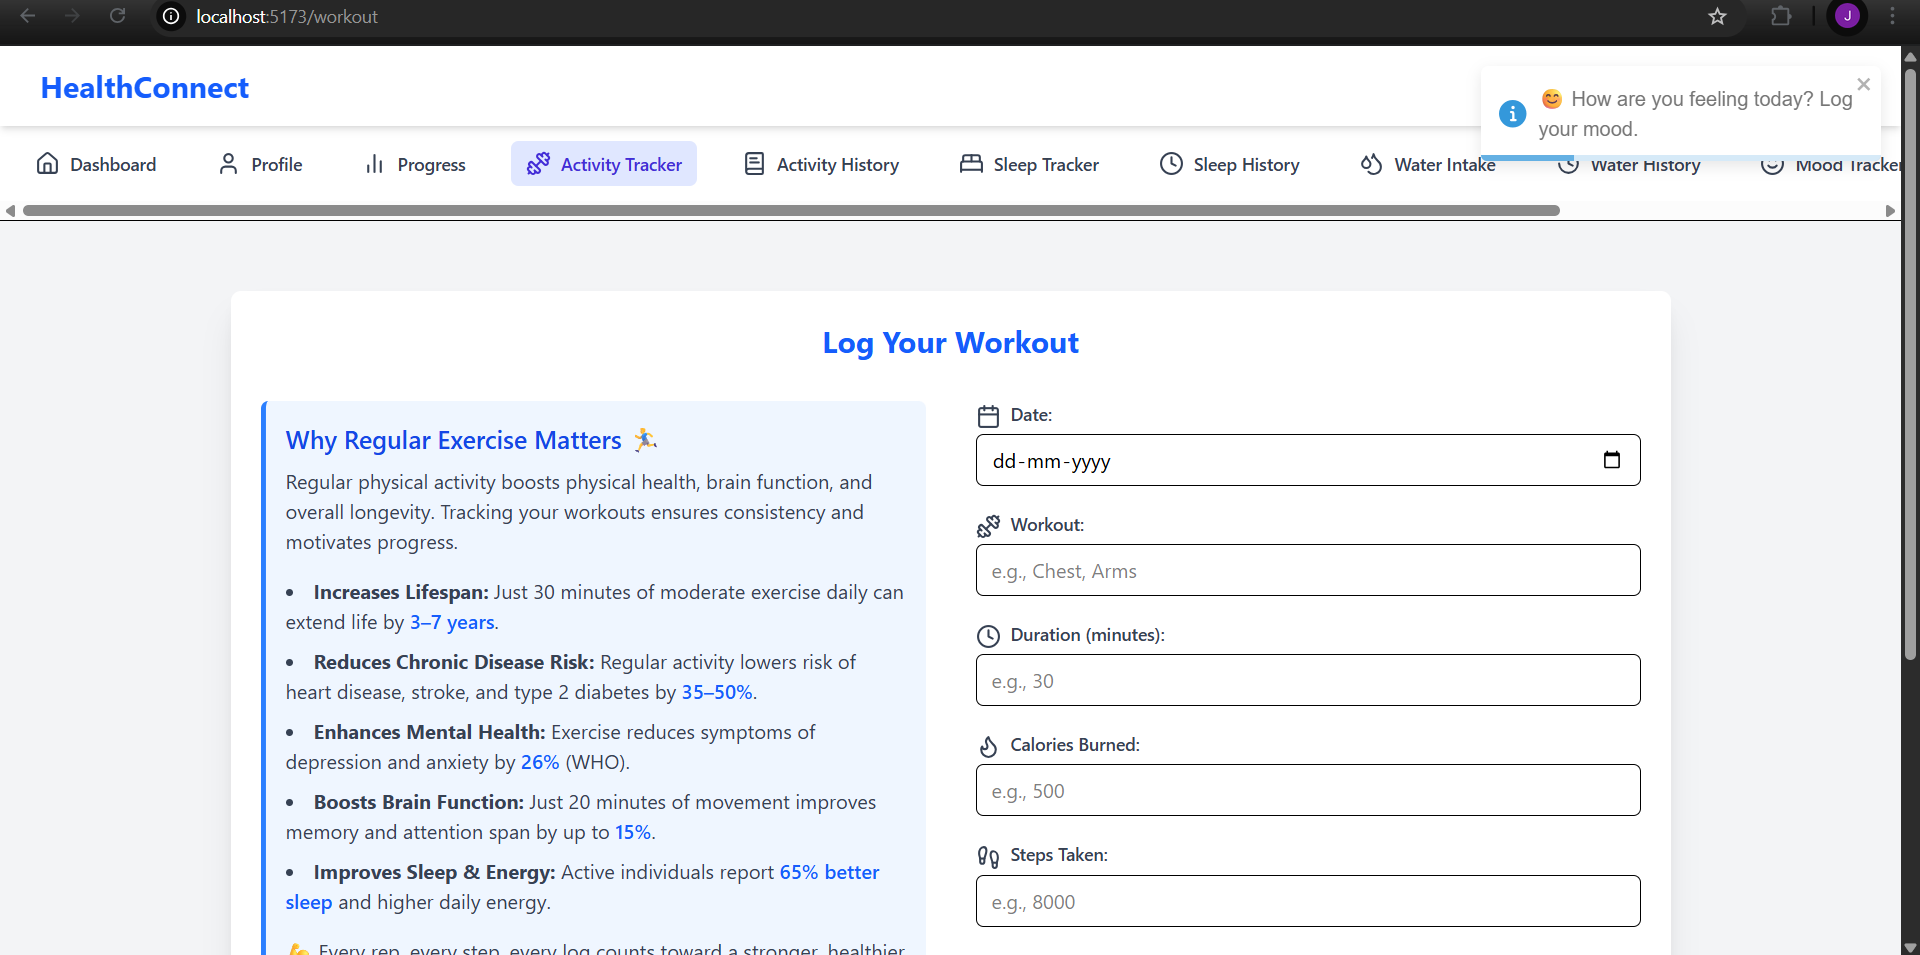 localhost:5173/workout
J
HealthConnect
😊 How are you feeling today? Log
your mood.
Dashboard
Profile
Progress
Activity Tracker
Activity History
Sleep Tracker
Sleep History
Water Intake
Water History
Mood Tracker
Log Your Workout
Why Regular Exercise Matters 🏃
Regular physical activity boosts physical health, brain function, and
overall longevity. Tracking your workouts ensures consistency and
motivates progress.
• Increases Lifespan: Just 30 minutes of moderate exercise daily can
extend life by 3–7 years.
• Reduces Chronic Disease Risk: Regular activity lowers risk of
heart disease, stroke, and type 2 diabetes by 35–50%.
• Enhances Mental Health: Exercise reduces symptoms of
depression and anxiety by 26% (WHO).
• Boosts Brain Function: Just 20 minutes of movement improves
memory and attention span by up to 15%.
• Improves Sleep & Energy: Active individuals report 65% better
sleep and higher daily energy.
💪 Every rep, every step, every log counts toward a stronger, healthier
Date:
dd-mm-yyyy
Workout:
e.g., Chest, Arms
Duration (minutes):
e.g., 30
Calories Burned:
e.g., 500
Steps Taken:
e.g., 8000